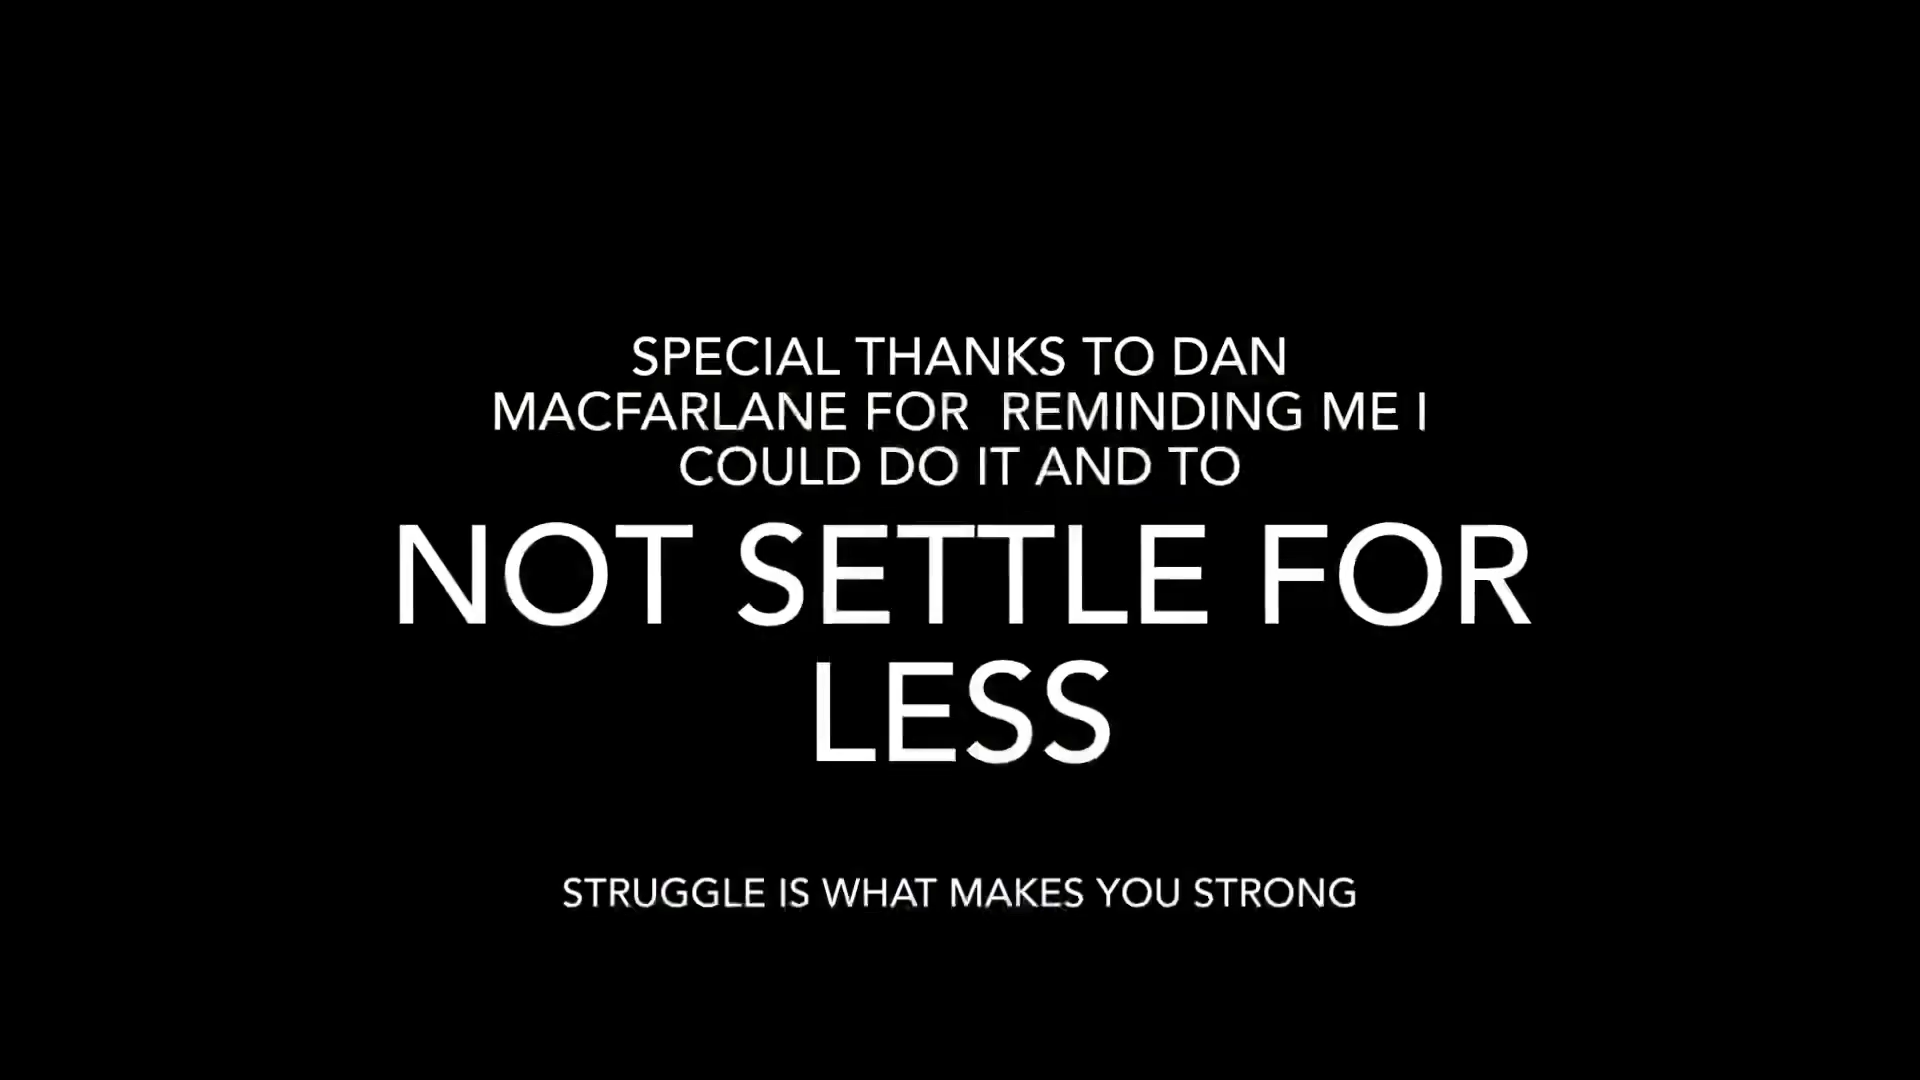 SPECIAL THANKS TO DAN
MACFARLANE FOR  REMINDING ME I
COULD DO IT AND TO
NOT SETTLE FOR
LESS
STRUGGLE IS WHAT MAKES YOU STRONG